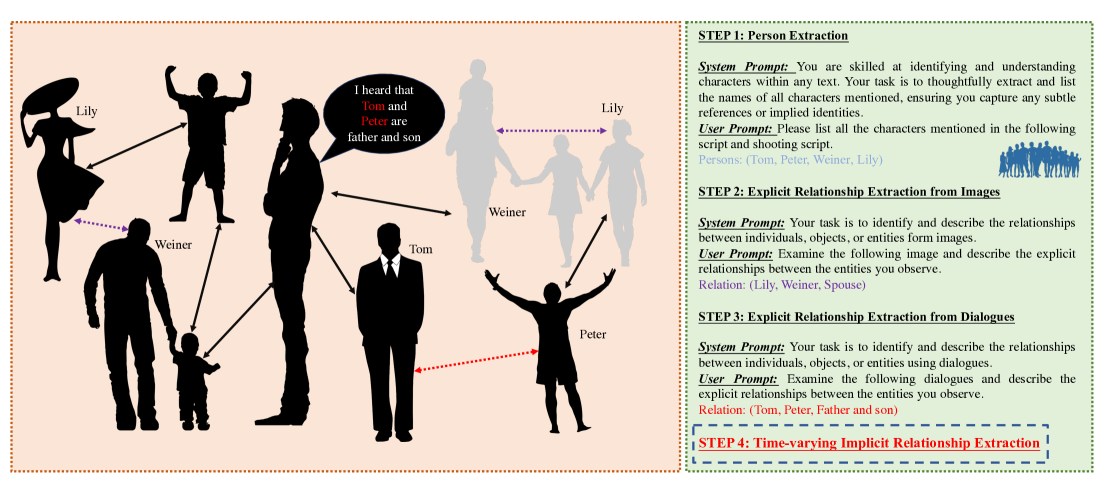 Lily
I heard that
Tom and
Peter are
father and son
Lily
Weiner
Weiner
Tom
Peter
STEP 1: Person Extraction
System Prompt: You are skilled at identifying and understanding
characters within any text. Your task is to thoughtfully extract and list
the names of all characters mentioned, ensuring you capture any subtle
references or implied identities.
User Prompt: Please list all the characters mentioned in the following
script and shooting script.
Persons: (Tom, Peter, Weiner, Lily)
STEP 2: Explicit Relationship Extraction from Images
System Prompt: Your task is to identify and describe the relationships
between individuals, objects, or entities form images.
User Prompt: Examine the following image and describe the explicit
relationships between the entities you observe.
Relation: (Lily, Weiner, Spouse)
STEP 3: Explicit Relationship Extraction from Dialogues
System Prompt: Your task is to identify and describe the relationships
between individuals, objects, or entities using dialogues.
User Prompt: Examine the following dialogues and describe the
explicit relationships between the entities you observe.
Relation: (Tom, Peter, Father and son)
STEP 4: Time-varying Implicit Relationship Extraction